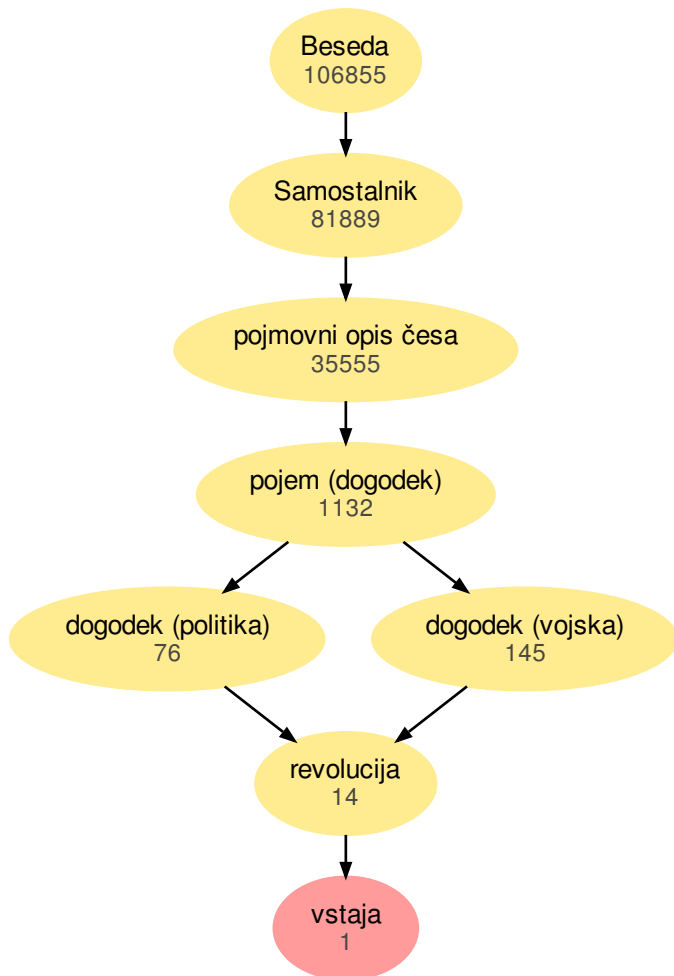 Beseda
106855
Samostalnik
81889
pojmovni opis česa
35555
pojem (dogodek)
1132
dogodek (politika)
76
dogodek (vojska)
145
revolucija
14
vstaja
1